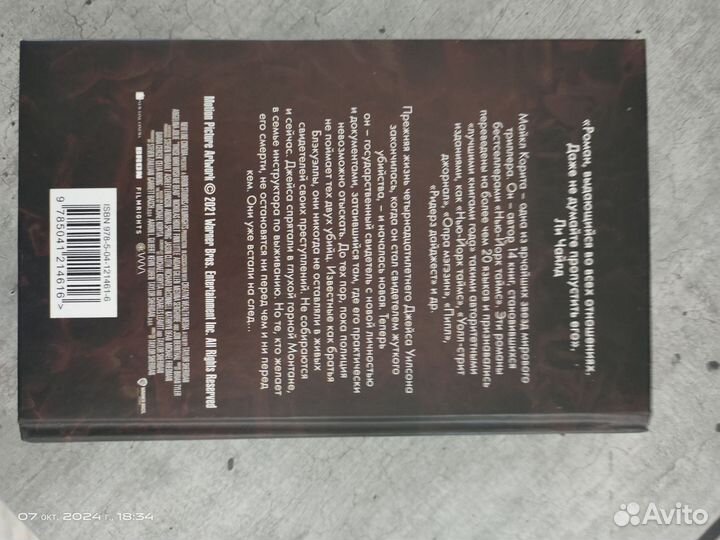 «Роман, выдающийся во всех отношениях.
Даже не думайте пропустить его».
Ли Чайлд
Майкл Корита – одна из ярчайших звезд мирового
триллера. Он – автор 14 книг, становившихся
бестселлерами «Нью-Йорк таймс». Эти романы
переведены на более чем 20 языков и признавались
«лучшими книгами года» такими авторитетными
изданиями, как «Нью-Йорк таймс», «Уолл-стрит
джорнал», «Опра мэгэзин», «Пипл»,
«Ридерз дайджест» и др.
Прежняя жизнь четырнадцатилетнего Джейса Уилсона
закончилась, когда он стал свидетелем жуткого
убийства, – и началась новая. Теперь
он – государственный свидетель с новой личностью
и документами, затаившийся там, где его практически
невозможно отыскать. До тех пор, пока полиция
не поймает тех двух убийц. Известные как братья
Блэкуэллы, они никогда не оставляли в живых
свидетелей своих преступлений. Не собираются
и сейчас. Джейса спрятали в глухой горной Монтане,
в семье инструктора по выживанию. Но те, кто желает
его смерти, не остановятся ни перед чем и ни перед
кем. Они уже встали на след...
Motion Picture Artwork © 2021 Warner Bros. Entertainment Inc. All Rights Reserved
NEW LINE CINEMA
FILMRIGHTS
WARNER BROS.
ISBN 978-5-04-121461-6
9 785041 214616 >
07 окт. 2024 г. 18:34
Avito